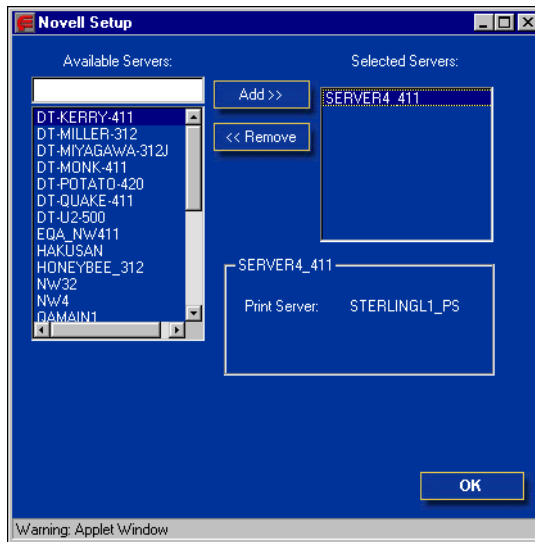 Novell Setup
Available Servers:
Selected Servers:
Add >>
<< Remove
DT-KERRY-411
DT-MILLER-312
DT-MIYAGAWA-312J
DT-MONK-411
DT-POTATO-420
DT-QUAKE-411
DT-U2-500
EQA_NW411
HAKUSAN
HONEYBEE_312
NW32
NW4
QAMAIN1
SERVER4_411
SERVER4_411
Print Server: STERLINGL1_PS
OK
Warning: Applet Window